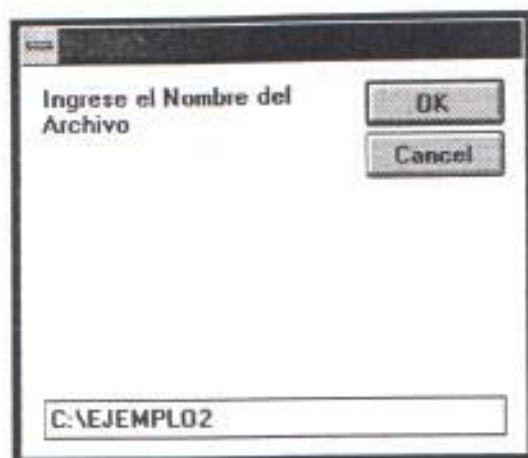 Ingrese el Nombre del
Archivo
OK
Cancel
C:\EJEMPLO2